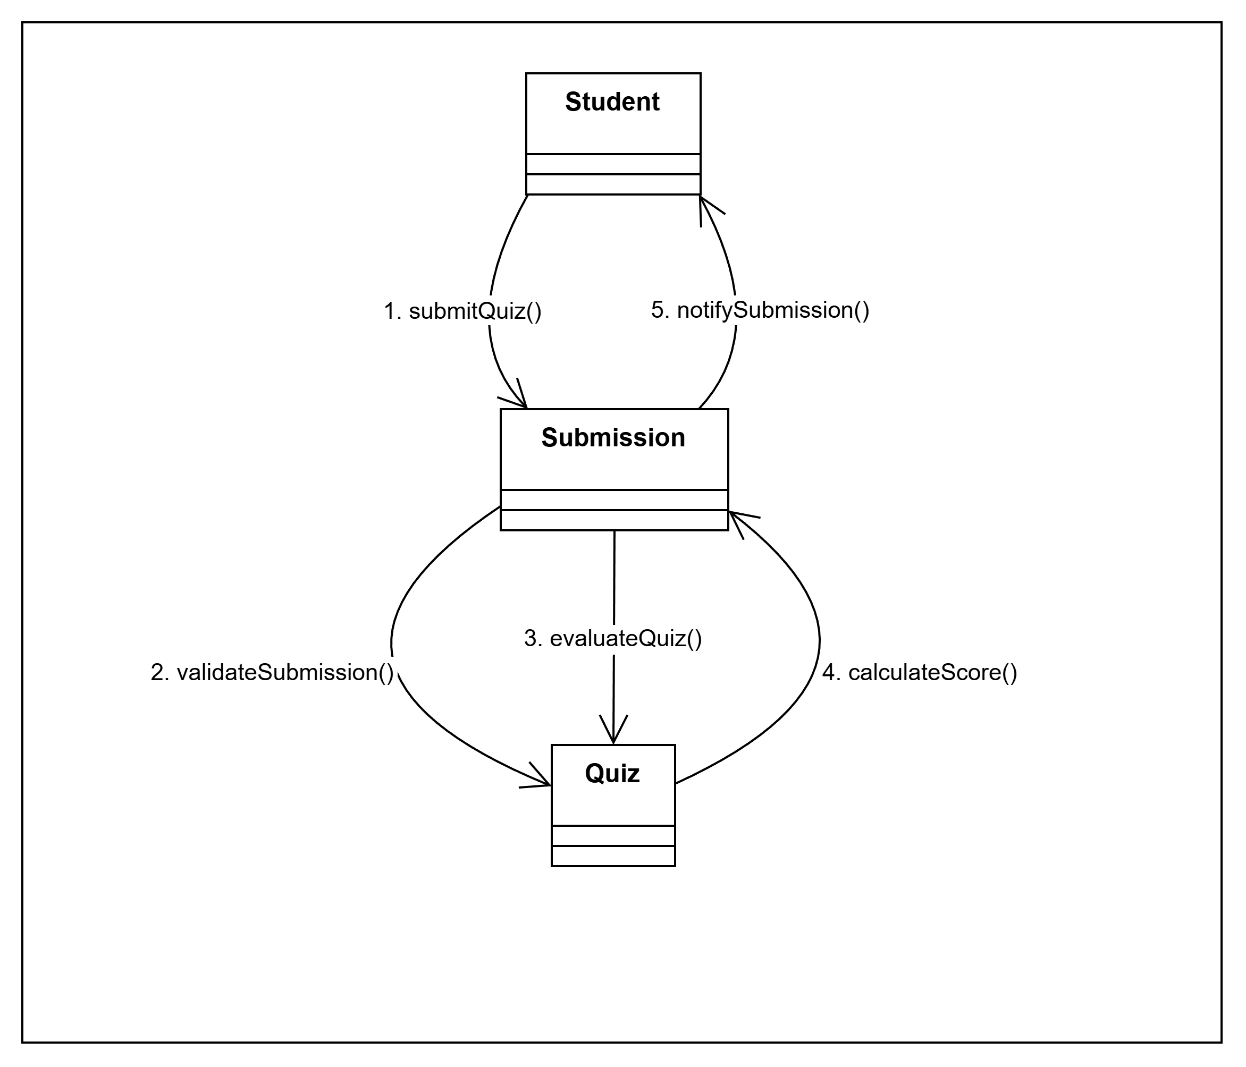 Student
1. submitQuiz()
5. notifySubmission()
Submission
3. evaluateQuiz()
2. validateSubmission()
4. calculateScore()
Quiz